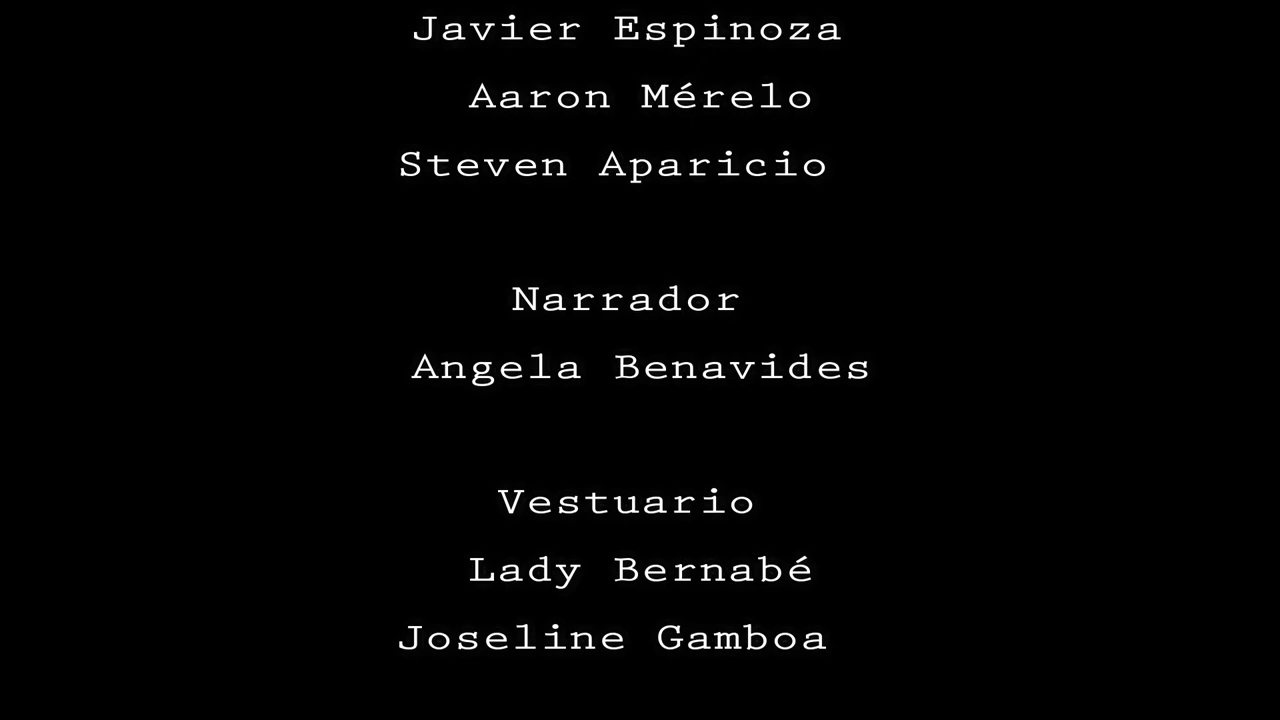 Javier Espinoza
Aaron Mérelo
Steven Aparicio
Narrador
Angela Benavides
Vestuario
Lady Bernabé
Joseline Gamboa